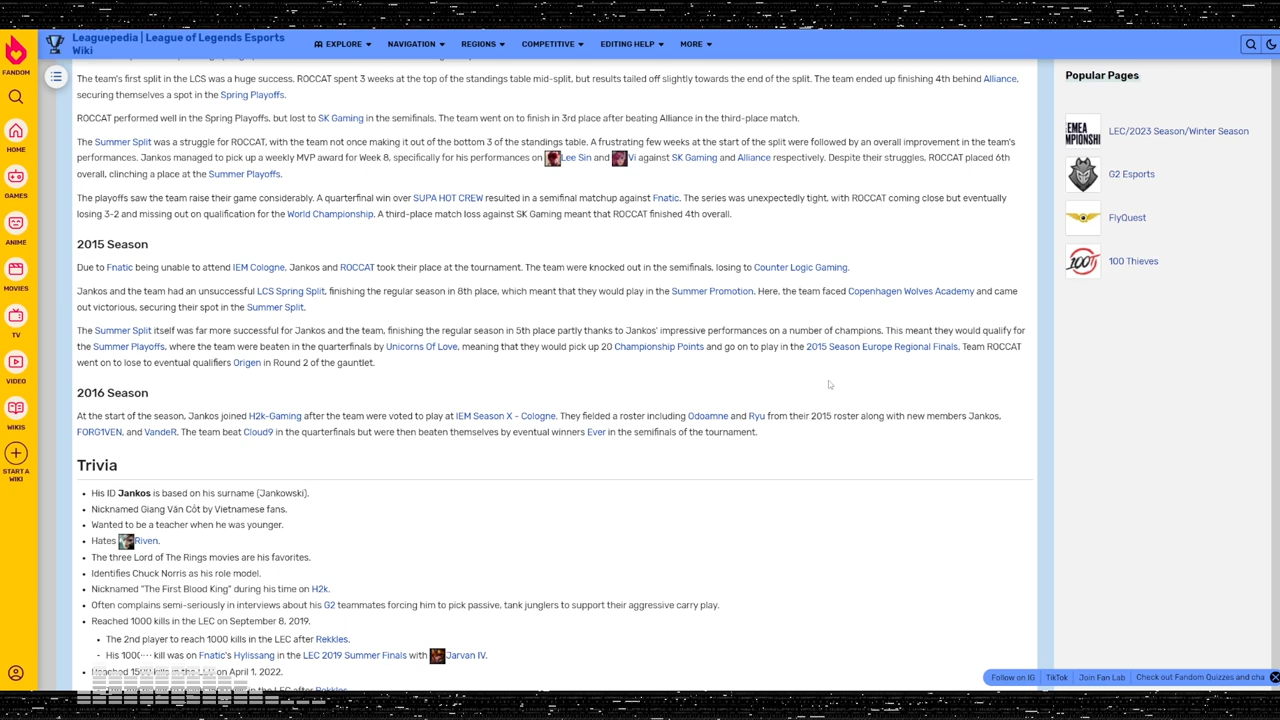 Leaguepedia | League of Legends Esports
Wiki
EXPLORE
NAVIGATION
REGIONS
COMPETITIVE
EDITING HELP
MORE
FANDOM
HOME
GAMES
ANIME
MOVIES
TV
VIDEO
WIKIS
START A
WIKI
The team's first split in the LCS was a huge success. ROCCAT spent 3 weeks at the top of the standings table mid-split, but results tailed off slightly towards the end of the split. The team ended up finishing 4th behind Alliance,
securing themselves a spot in the Spring Playoffs.
ROCCAT performed well in the Spring Playoffs, but lost to SK Gaming in the semifinals. The team went on to finish in 3rd place after beating Alliance in the third-place match.
The Summer Split was a struggle for ROCCAT, with the team not once making it out of the bottom 3 of the standings table. A frustrating few weeks at the start of the split were followed by an overall improvement in the team's
performances. Jankos managed to pick up a weekly MVP award for Week 8, specifically for his performances on Lee Sin and Vi against SK Gaming and Alliance respectively. Despite their struggles, ROCCAT placed 6th
overall, clinching a place at the Summer Playoffs.
The playoffs saw the team raise their game considerably. A quarterfinal win over SUPA HOT CREW resulted in a semifinal matchup against Fnatic. The series was unexpectedly tight, with ROCCAT coming close but eventually
losing 3-2 and missing out on qualification for the World Championship. A third-place match loss against SK Gaming meant that ROCCAT finished 4th overall.
2015 Season
Due to Fnatic being unable to attend IEM Cologne, Jankos and ROCCAT took their place at the tournament. The team were knocked out in the semifinals, losing to Counter Logic Gaming.
Jankos and the team had an unsuccessful LCS Spring Split, finishing the regular season in 8th place, which meant that they would play in the Summer Promotion. Here, the team faced Copenhagen Wolves Academy and came
out victorious, securing their spot in the Summer Split.
The Summer Split itself was far more successful for Jankos and the team, finishing the regular season in 5th place partly thanks to Jankos' impressive performances on a number of champions. This meant they would qualify for
the Summer Playoffs, where the team were beaten in the quarterfinals by Unicorns Of Love, meaning that they would pick up 20 Championship Points and go on to play in the 2015 Season Europe Regional Finals. Team ROCCAT
went on to lose to eventual qualifiers Origen in Round 2 of the gauntlet.
2016 Season
At the start of the season, Jankos joined H2k-Gaming after the team were voted to play at IEM Season X - Cologne. They fielded a roster including Odoamne and Ryu from their 2015 roster along with new members Jankos,
FORG1VEN, and VandeR. The team beat Cloud9 in the quarterfinals but were then beaten themselves by eventual winners Ever in the semifinals of the tournament.
Trivia
His ID Jankos is based on his surname (Jankowski).
Nicknamed Giang Văn Cốt by Vietnamese fans.
Wanted to be a teacher when he was younger.
Hates Riven.
The three Lord of The Rings movies are his favorites.
Identifies Chuck Norris as his role model.
Nicknamed "The First Blood King" during his time on H2k.
Often complains semi-seriously in interviews about his G2 teammates forcing him to pick passive, tank junglers to support their aggressive carry play.
Reached 1000 kills in the LEC on September 8, 2019.
The 2nd player to reach 1000 kills in the LEC after Rekkles.
His kill was on Fnatic's Hylissang in the LEC 2019 Summer Finals with Jarvan IV.
Reached kills in the LEC on April 1, 2022.
in the LEC after Rekkles.
Popular Pages
LEC/2023 Season/Winter Season
G2 Esports
FlyQuest
100 Thieves
Follow on IG
TikTok
Join Fan Lab
Check out Fandom Quizzes and cha